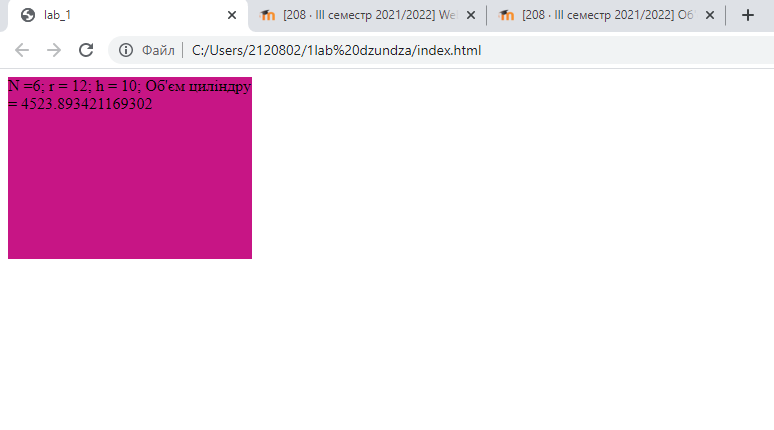 lab_1
[208 · III семестр 2021/2022] We
[208 · III семестр 2021/2022] Об
Файл
C:/Users/2120802/1lab%20dzundza/index.html
N =6; r = 12; h = 10; Об'єм циліндру
= 4523.893421169302